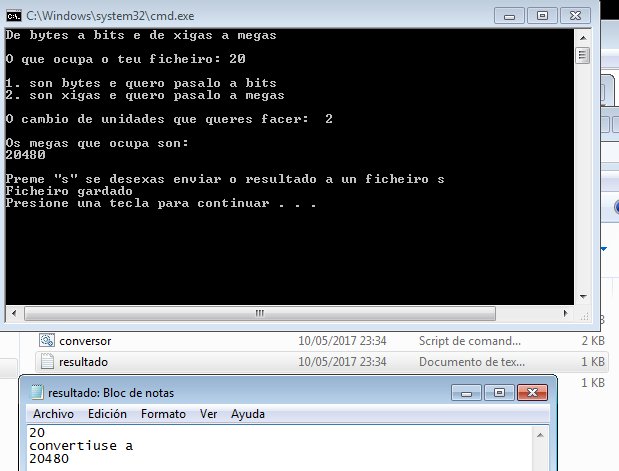 C:\Windows\system32\cmd.exe
De bytes a bits e de xigas a megas
O que ocupa o teu ficheiro: 20
1. son bytes e quero pasalo a bits
2. son xigas e quero pasalo a megas
O cambio de unidades que queres facer:  2
Os megas que ocupa son:
20480
Preme "s" se desexas enviar o resultado a un ficheiro s
Ficheiro gardado
Presione una tecla para continuar . . .
conversor 10/05/2017 23:34 Script de comand... 2 KB
resultado 10/05/2017 23:34 Documento de tex... 1 KB
1 KB
resultado: Bloc de notas
Archivo Edición Formato Ver Ayuda
20
convertiuse a
20480